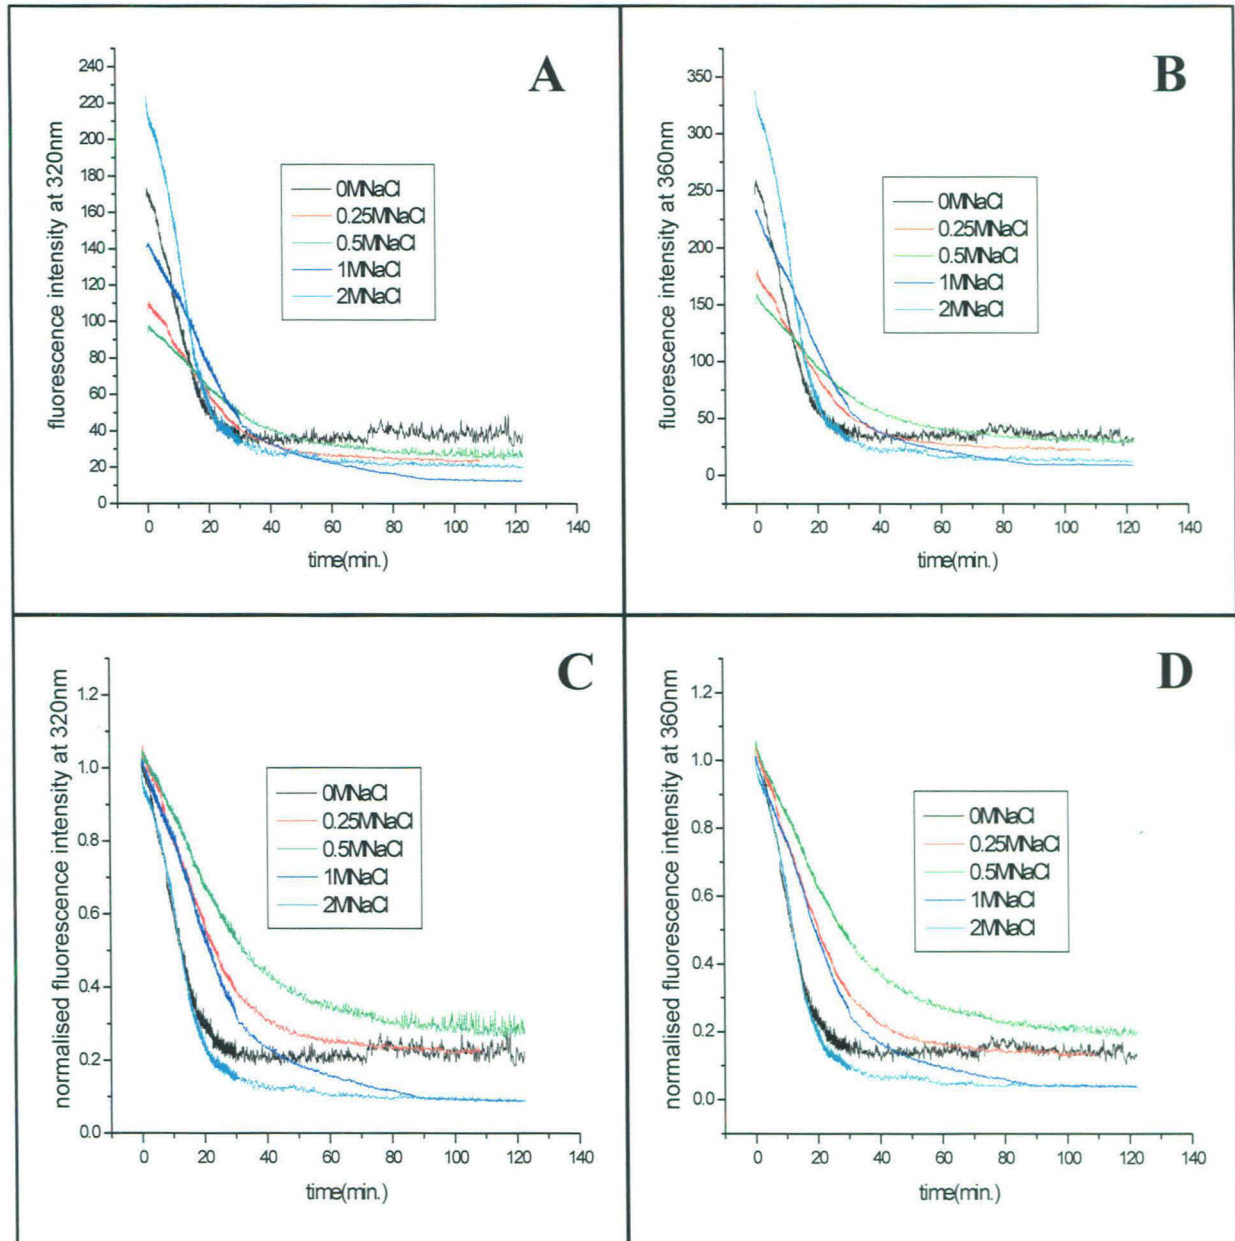 A
fluorescence intensity at 320nm
240
220
200
180
160
140
120
100
80
60
40
20
0
0MNaCl
0.25MNaCl
0.5MNaCl
1MNaCl
2MNaCl
0 20 40 60 80 100 120 140
time(min.)
B
fluorescence intensity at 360nm
350
300
250
200
150
100
50
0
0MNaCl
0.25MNaCl
0.5MNaCl
1MNaCl
2MNaCl
0 20 40 60 80 100 120 140
time(min.)
C
normalised fluorescence intensity at 320nm
1.2
1.0
0.8
0.6
0.4
0.2
0.0
0MNaCl
0.25MNaCl
0.5MNaCl
1MNaCl
2MNaCl
0 20 40 60 80 100 120 140
time(min.)
D
normalised fluorescence intensity at 360nm
1.2
1.0
0.8
0.6
0.4
0.2
0.0
0MNaCl
0.25MNaCl
0.5MNaCl
1MNaCl
2MNaCl
0 20 40 60 80 100 120 140
time(min.)